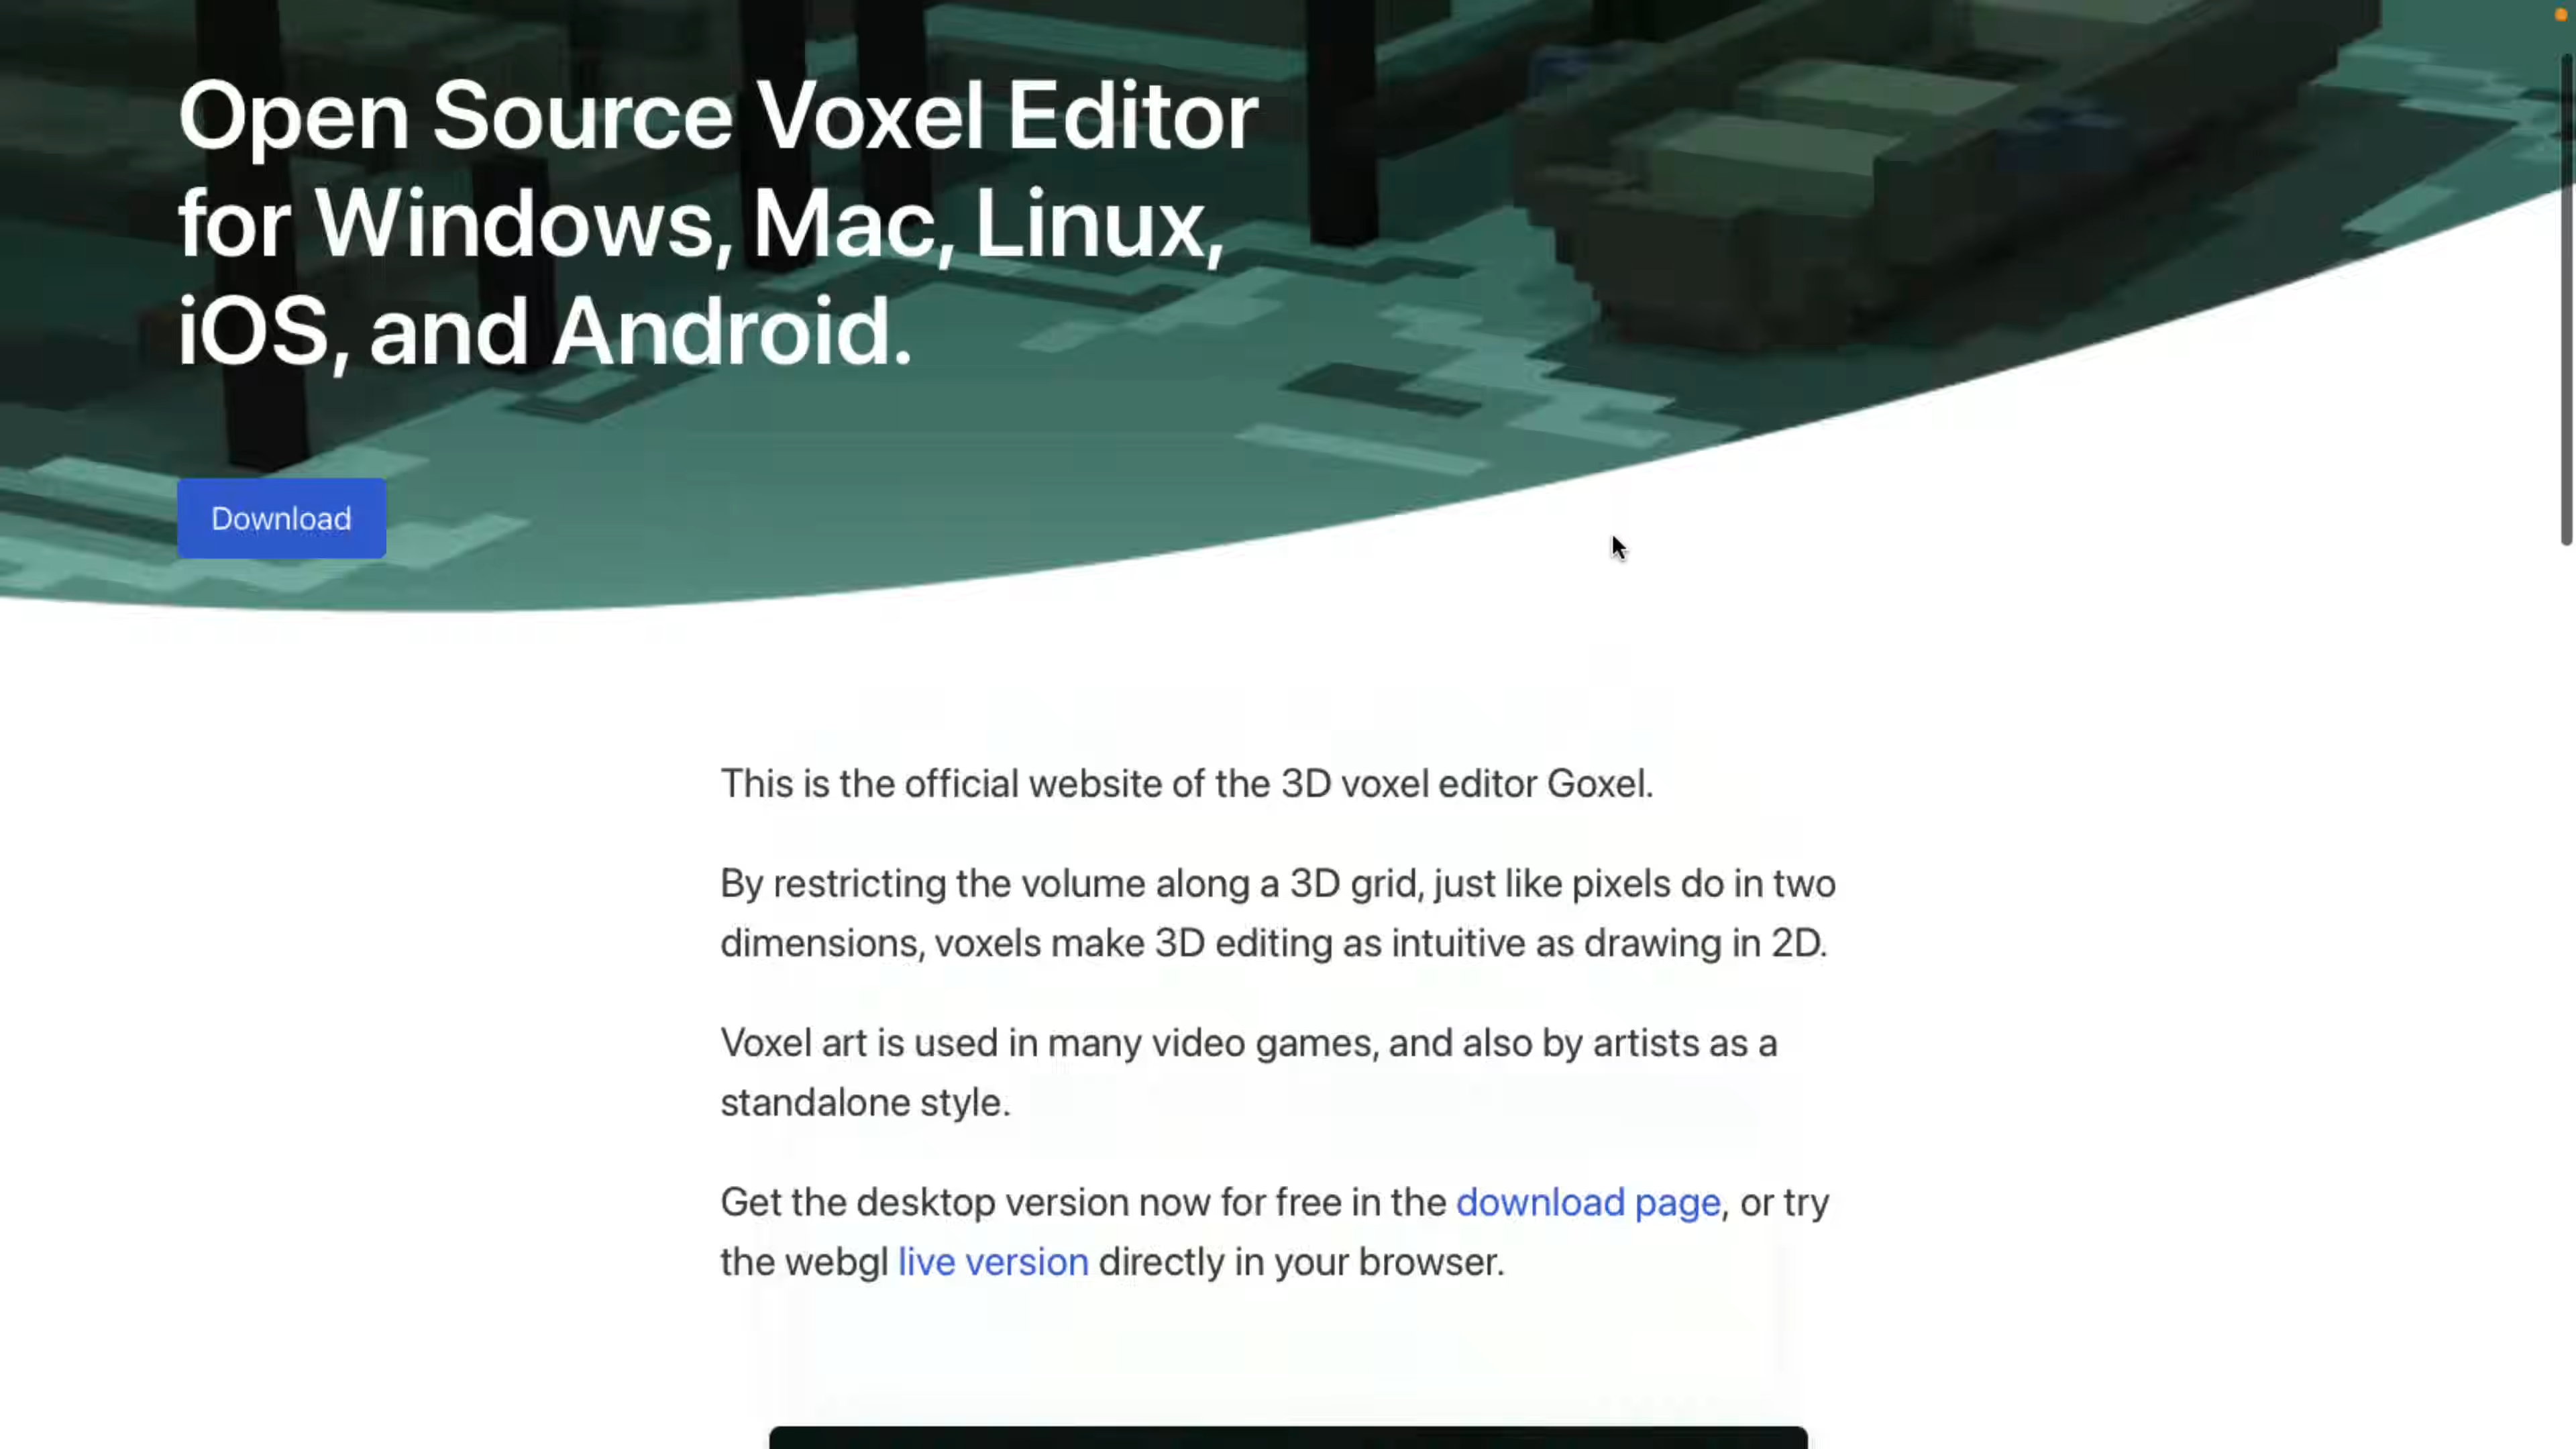 Open Source Voxel Editor
for Windows, Mac, Linux,
iOS, and Android.
Download
This is the official website of the 3D voxel editor Goxel.
By restricting the volume along a 3D grid, just like pixels do in two
dimensions, voxels make 3D editing as intuitive as drawing in 2D.
Voxel art is used in many video games, and also by artists as a
standalone style.
Get the desktop version now for free in the download page, or try
the webgl live version directly in your browser.